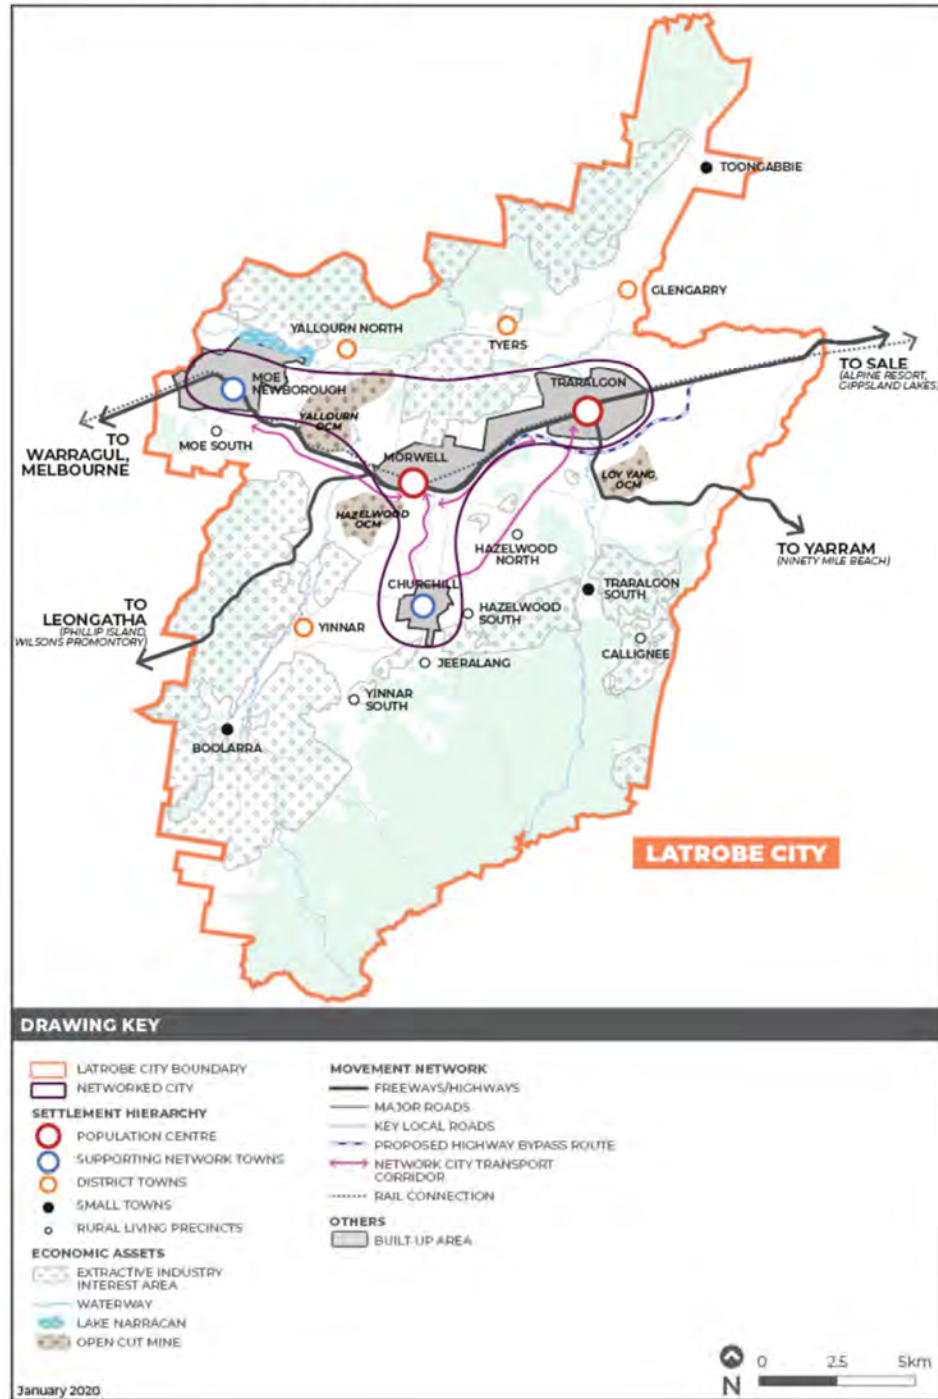 TOONGABBIE
GLENGARRY
YALLOURN NORTH
TYERS
TO SALE
(ALPINE RESORT,
GIPPSLAND LAKES)
MOE
NEWBOROUGH
TRARALGON
YALLOURN
OCM
MOE SOUTH
TO
WARRAGUL,
MELBOURNE
MORWELL
LOY YANG
OCM
HAZELWOOD
OCM
HAZELWOOD
NORTH
TO YARRAM
(NINETY MILE BEACH)
CHURCHILL
TRARALGON
SOUTH
TO
LEONGATHA
(PHILLIP ISLAND,
WILSONS PROMONTORY)
HAZELWOOD
SOUTH
YINNAR
CALLIGNEE
JEERALANG
YINNAR
SOUTH
BOOLARRA
LATROBE CITY
DRAWING KEY
LATROBE CITY BOUNDARY
NETWORKED CITY
SETTLEMENT HIERARCHY
POPULATION CENTRE
SUPPORTING NETWORK TOWNS
DISTRICT TOWNS
SMALL TOWNS
RURAL LIVING PRECINCTS
ECONOMIC ASSETS
EXTRACTIVE INDUSTRY
INTEREST AREA
WATERWAY
LAKE NARRACAN
OPEN CUT MINE
MOVEMENT NETWORK
FREEWAYS/HIGHWAYS
MAJOR ROADS
KEY LOCAL ROADS
PROPOSED HIGHWAY BYPASS ROUTE
NETWORK CITY TRANSPORT
CORRIDOR
RAIL CONNECTION
OTHERS
BUILT UP AREA
January 2020
N
0 2.5 5km